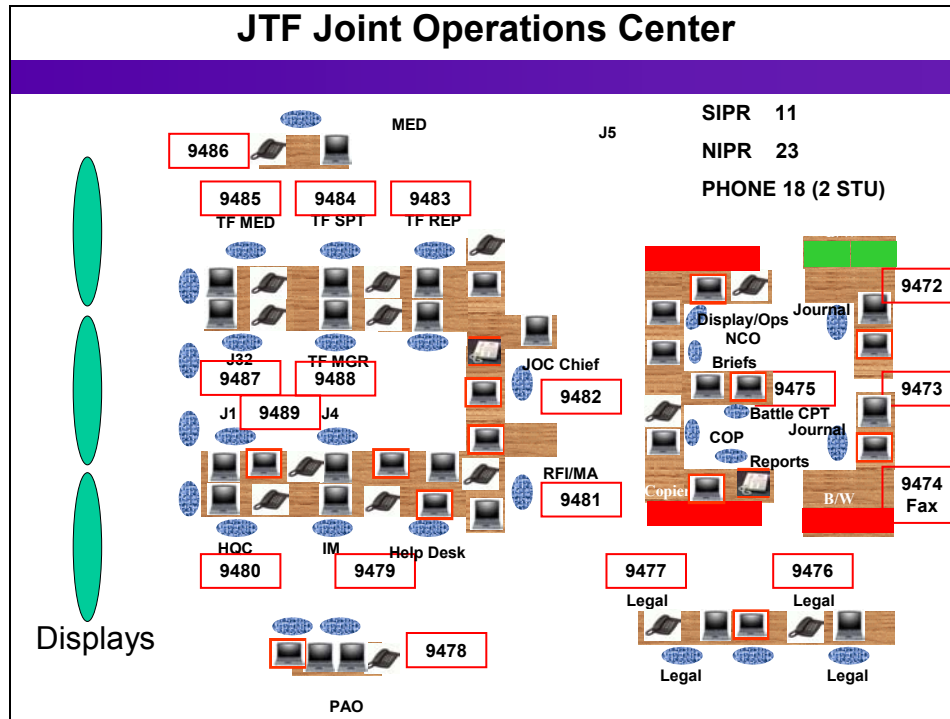 JTF Joint Operations Center
SIPR 11
NIPR 23
PHONE 18 (2 STU)
MED
J5
9486
9485
9484
9483
TF MED
TF SPT
TF REP
9472
Display/Ops
NCO
Journal
J32
TF MGR
JOC Chief
Briefs
9487
9488
9482
9475
9473
J1
9489
J4
Battle CPT
Journal
COP
RFI/MA
Reports
9481
Copier
B/W
9474
Fax
HQC
IM
Help Desk
9480
9479
9477
9476
Legal
Legal
Displays
9478
Legal
Legal
PAO